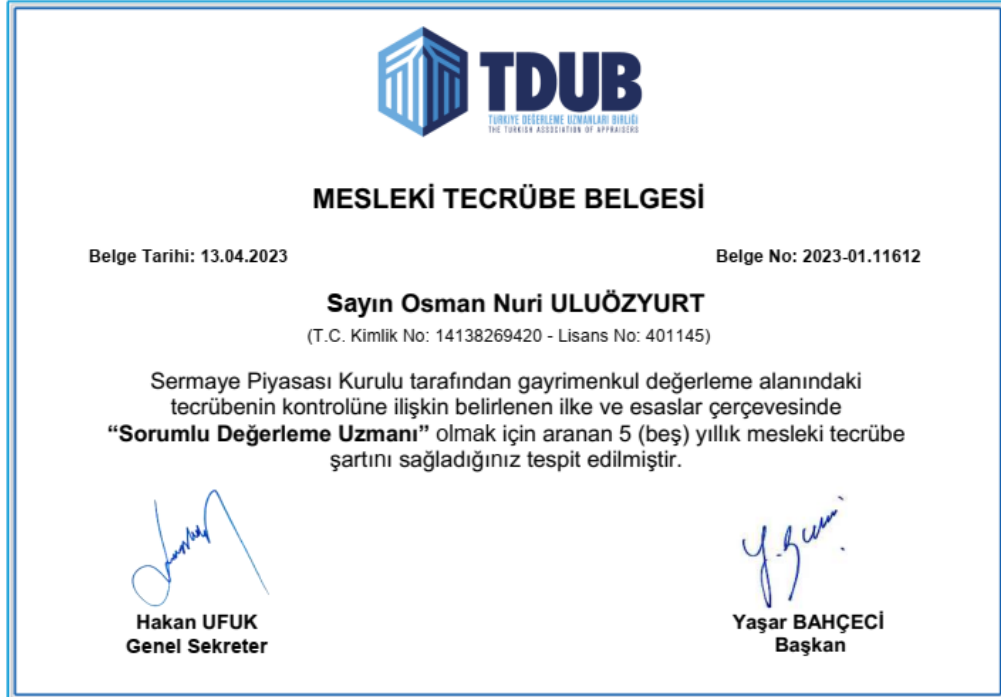 TDUB
TÜRKİYE DEĞERLEME UZMANLARI BİRLİĞİ
THE TURKISH ASSOCIATION OF APPRAISERS
MESLEKİ TECRÜBE BELGESİ
Belge Tarihi: 13.04.2023 Belge No: 2023-01.11612
Sayın Osman Nuri ULUÖZYURT
(T.C. Kimlik No: 14138269420 - Lisans No: 401145)
Sermaye Piyasası Kurulu tarafından gayrimenkul değerleme alanındaki
tecrübenin kontrolüne ilişkin belirlenen ilke ve esaslar çerçevesinde
“Sorumlu Değerleme Uzmanı” olmak için aranan 5 (beş) yıllık mesleki tecrübe
şartını sağladığınız tespit edilmiştir.
Hakan UFUK Yaşar BAHÇECİ
Genel Sekreter Başkan